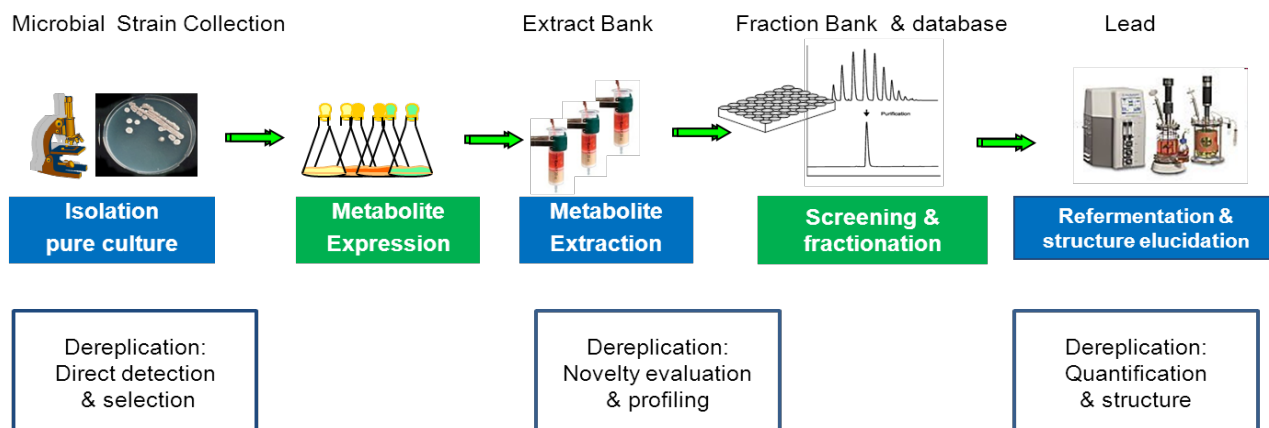 Microbial Strain Collection
Extract Bank
Fraction Bank & database
Lead
Purification
Isolation
pure culture
Metabolite
Expression
Metabolite
Extraction
Screening &
fractionation
Refermentation &
structure elucidation
Dereplication:
Direct detection
& selection
Dereplication:
Novelty evaluation
& profiling
Dereplication:
Quantification
& structure